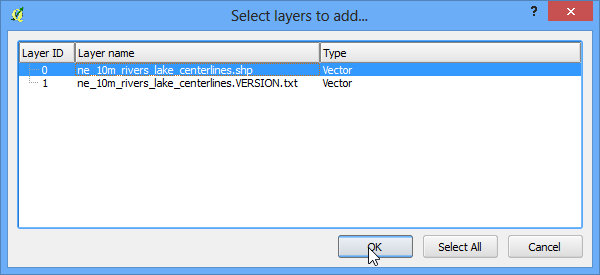 Select layers to add...
?
Layer ID Layer name Type
0 ne_10m_rivers_lake_centerlines.shp Vector
1 ne_10m_rivers_lake_centerlines.VERSION.txt Vector
OK Select All Cancel